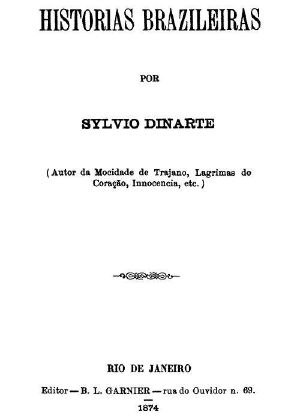 HISTORIAS BRAZILEIRAS
POR
SYLVIO DINARTE
(Autor da Mocidade de Trajano, Lagrimas do
Coração, Innocencia, etc.)
RIO DE JANEIRO
Editor—B. L. GARNIER—rua do Ouvidor n. 69.
1874